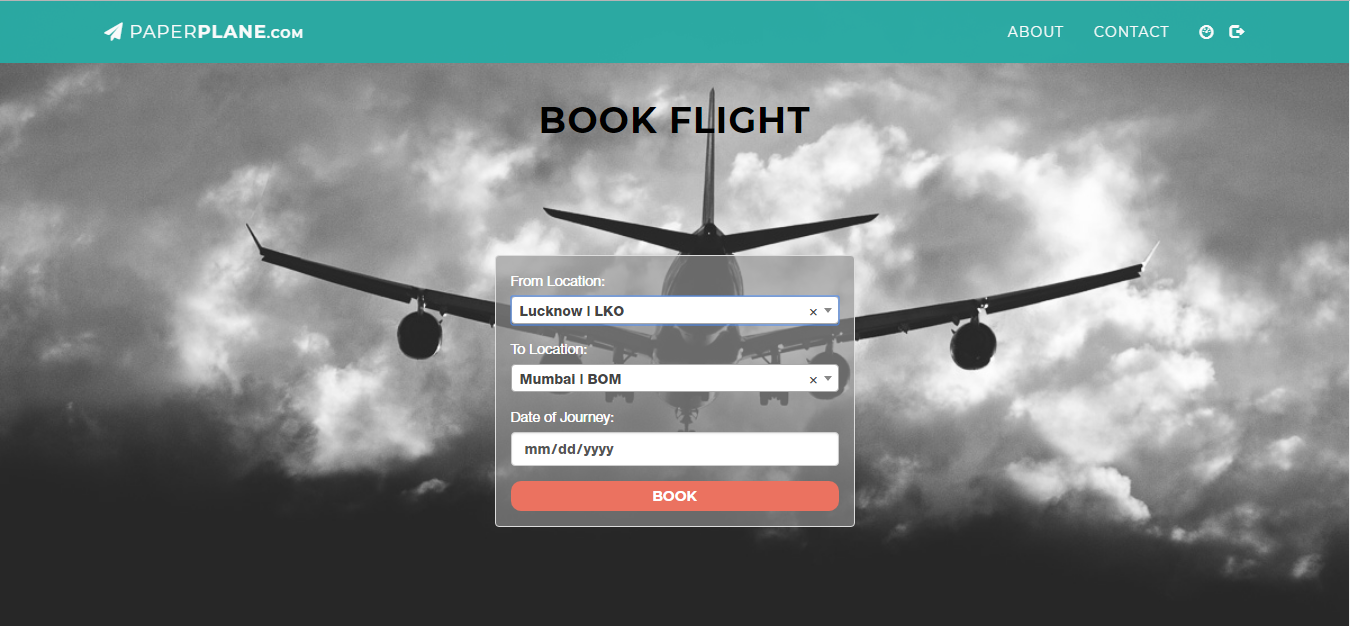 PAPERPLANE.COM
ABOUT CONTACT
BOOK FLIGHT
From Location:
Lucknow | LKO × 
To Location:
Mumbai | BOM ×
Date of Journey:
mm/dd/yyyy
BOOK